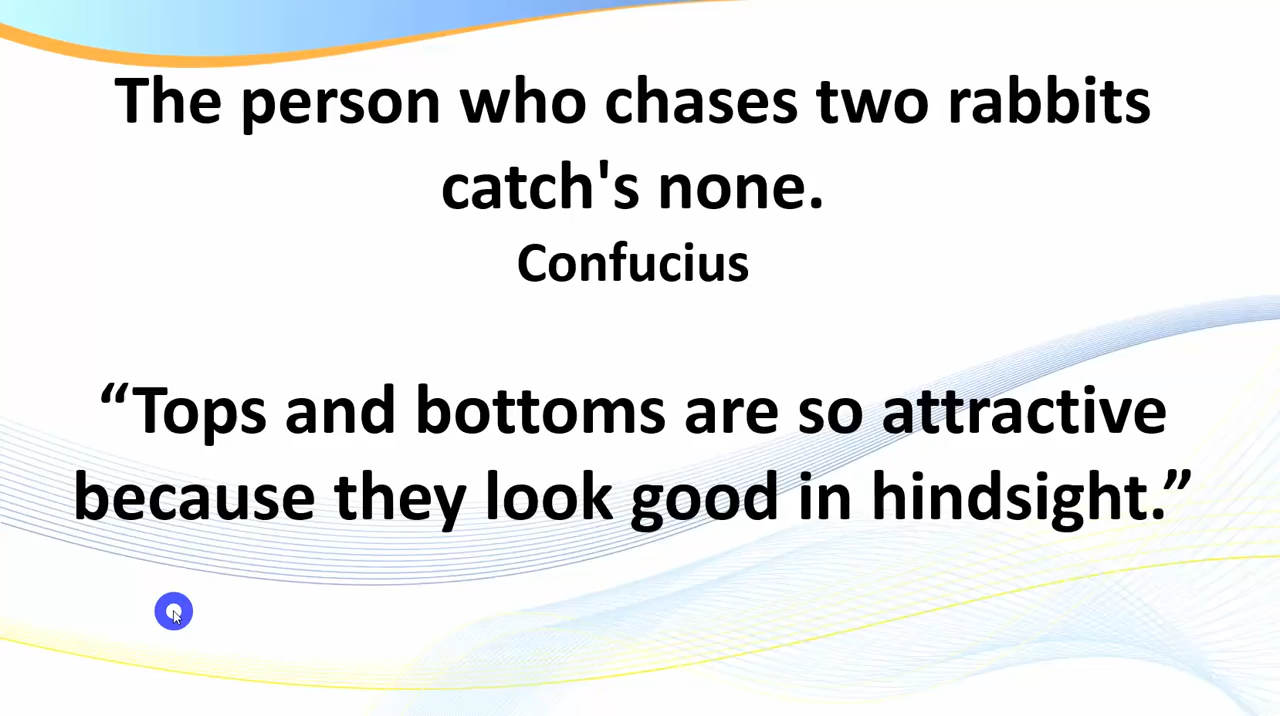 The person who chases two rabbits
catch's none.
Confucius
“Tops and bottoms are so attractive
because they look good in hindsight.”